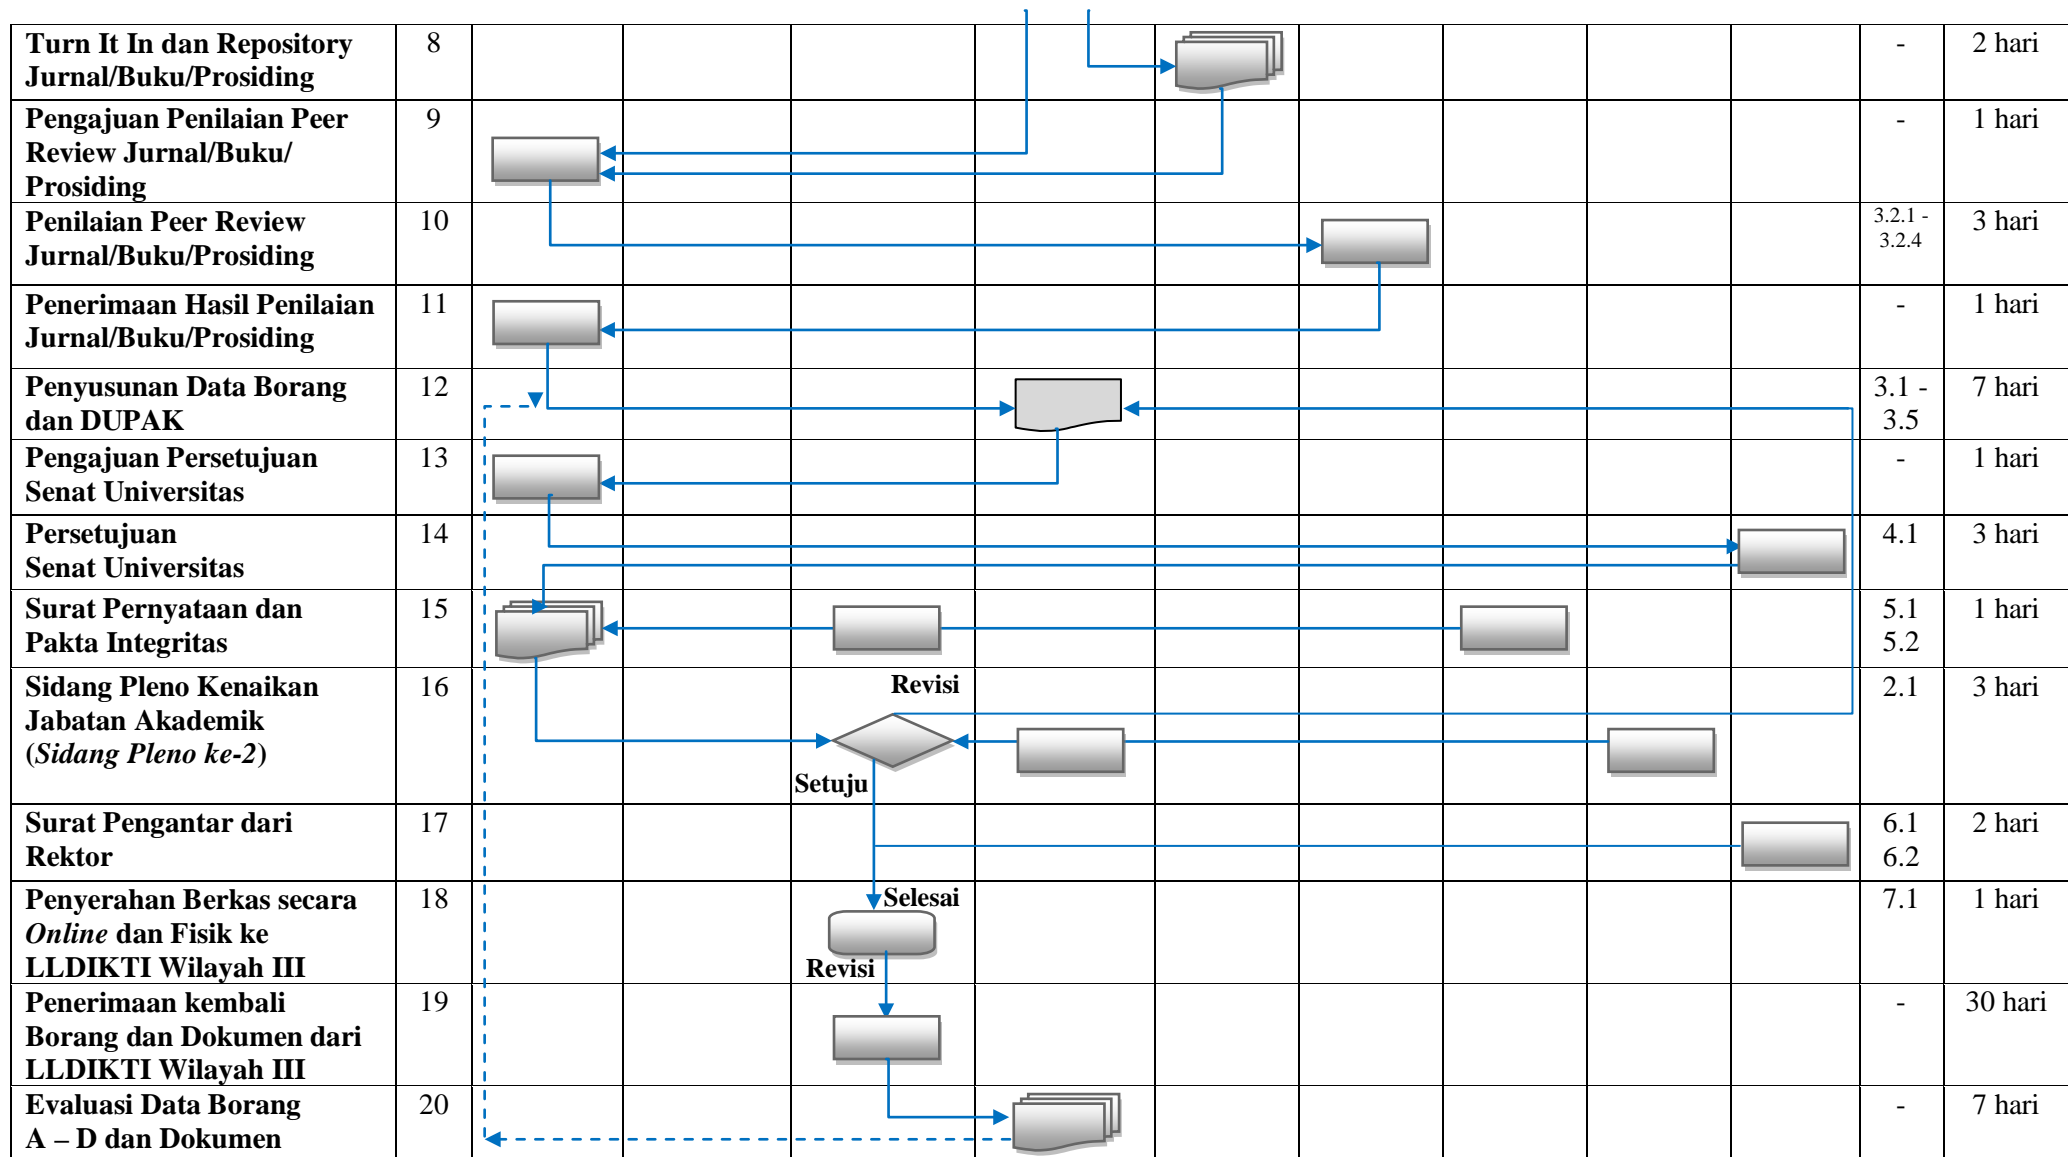 Turn It In dan Repository 8 - 2 hari
Jurnal/Buku/Prosiding
Pengajuan Penilaian Peer 9 - 1 hari
Review Jurnal/Buku/
Prosiding
Penilaian Peer Review 10 3.2.1 - 3 hari
Jurnal/Buku/Prosiding 3.2.4
Penerimaan Hasil Penilaian 11 - 1 hari
Jurnal/Buku/Prosiding
Penyusunan Data Borang 12 3.1 - 7 hari
dan DUPAK 3.5
Pengajuan Persetujuan 13 - 1 hari
Senat Universitas
Persetujuan 14 4.1 3 hari
Senat Universitas
Surat Pernyataan dan 15 5.1 1 hari
Pakta Integritas 5.2
Sidang Pleno Kenaikan 16 Revisi 2.1 3 hari
Jabatan Akademik
(Sidang Pleno ke-2)
Setuju
Surat Pengantar dari 17 6.1 2 hari
Rektor 6.2
Penyerahan Berkas secara 18 Selesai 7.1 1 hari
Online dan Fisik ke
LLDIKTI Wilayah III Revisi
Penerimaan kembali 19 - 30 hari
Borang dan Dokumen dari
LLDIKTI Wilayah III
Evaluasi Data Borang 20 - 7 hari
A – D dan Dokumen